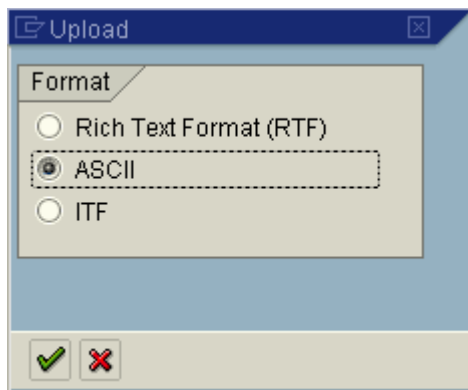 Upload
Format
Rich Text Format (RTF)
ASCII
ITF